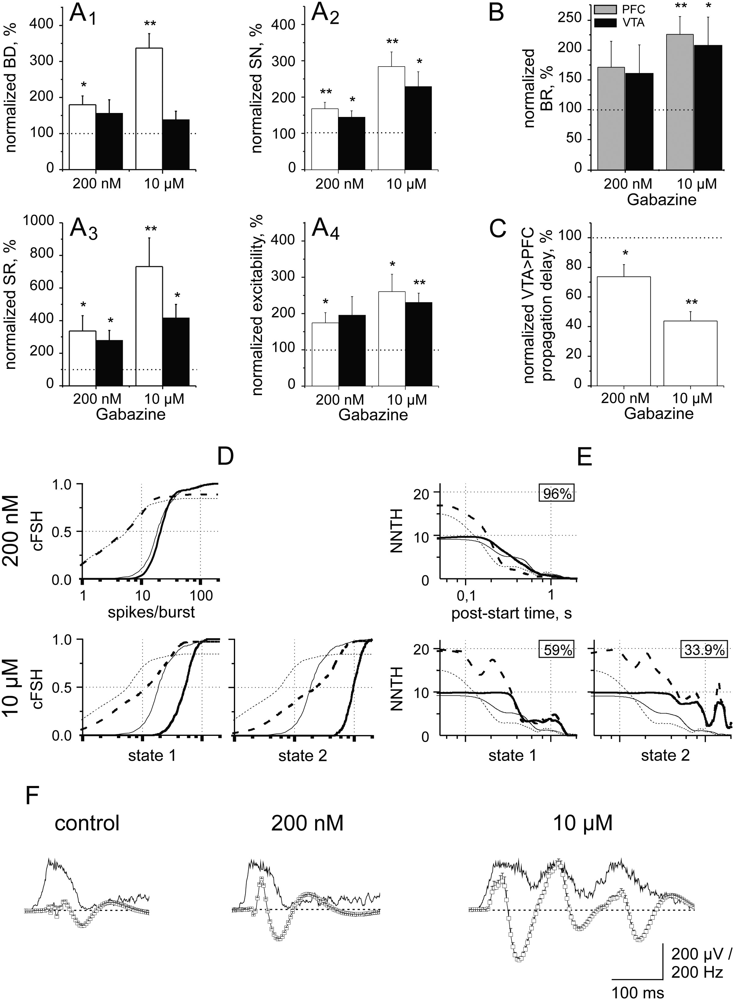 A1
normalized BD, %
400
300
200
100
0
*
**
200 nM
10 µM
A2
normalized SN, %
400
300
200
100
0
**
*
**
*
200 nM
10 µM
B
PFC
VTA
normalized
BR, %
250
200
150
100
50
0
**
*
200 nM
10 µM
Gabazine
A3
normalized SR, %
1000
800
600
400
200
0
*
*
**
*
200 nM
10 µM
Gabazine
A4
normalized excitability, %
400
300
200
100
0
*
*
**
200 nM
10 µM
Gabazine
C
normalized VTA>PFC
propagation delay, %
100
80
60
40
20
0
*
**
200 nM
10 µM
Gabazine
D
200 nM
cFSH
1.0
0.5
0.0
1
10
100
spikes/burst
E
NNTH
20
10
0
96%
0,1
1
post-start time, s
10 µM
cFSH
1.0
0.5
0.0
state 1
state 2
NNTH
20
10
0
59%
33.9%
state 1
state 2
F
control
200 nM
10 µM
200 µV /
200 Hz
100 ms